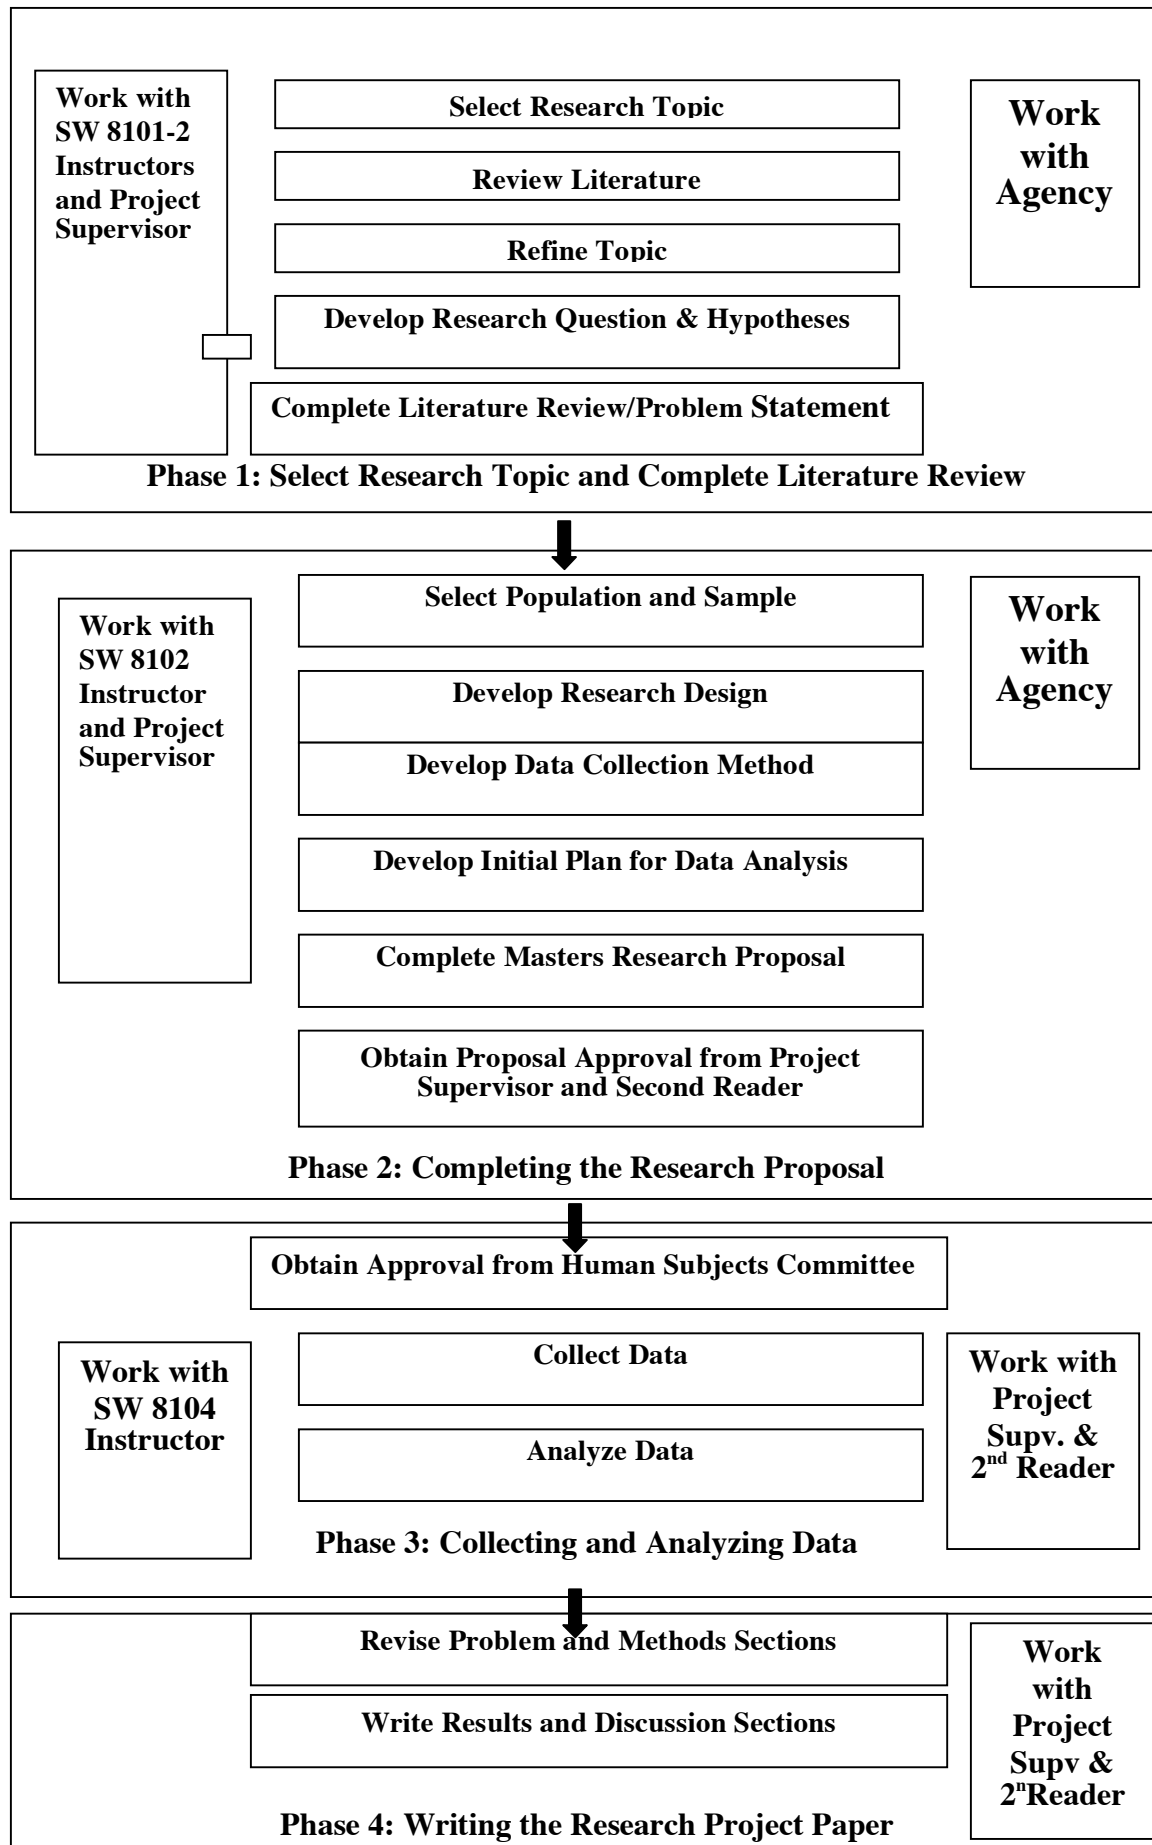 Work with
SW 8101-2
Instructors
and Project
Supervisor
Select Research Topic
Review Literature
Refine Topic
Develop Research Question & Hypotheses
Complete Literature Review/Problem Statement
Work
with
Agency
Phase 1: Select Research Topic and Complete Literature Review
Work with
SW 8102
Instructor
and Project
Supervisor
Select Population and Sample
Develop Research Design
Develop Data Collection Method
Develop Initial Plan for Data Analysis
Complete Masters Research Proposal
Obtain Proposal Approval from Project
Supervisor and Second Reader
Work
with
Agency
Phase 2: Completing the Research Proposal
Obtain Approval from Human Subjects Committee
Work with
SW 8104
Instructor
Collect Data
Analyze Data
Work with
Project
Supv. &
2nd Reader
Phase 3: Collecting and Analyzing Data
Revise Problem and Methods Sections
Write Results and Discussion Sections
Work
with
Project
Supv &
2nReader
Phase 4: Writing the Research Project Paper